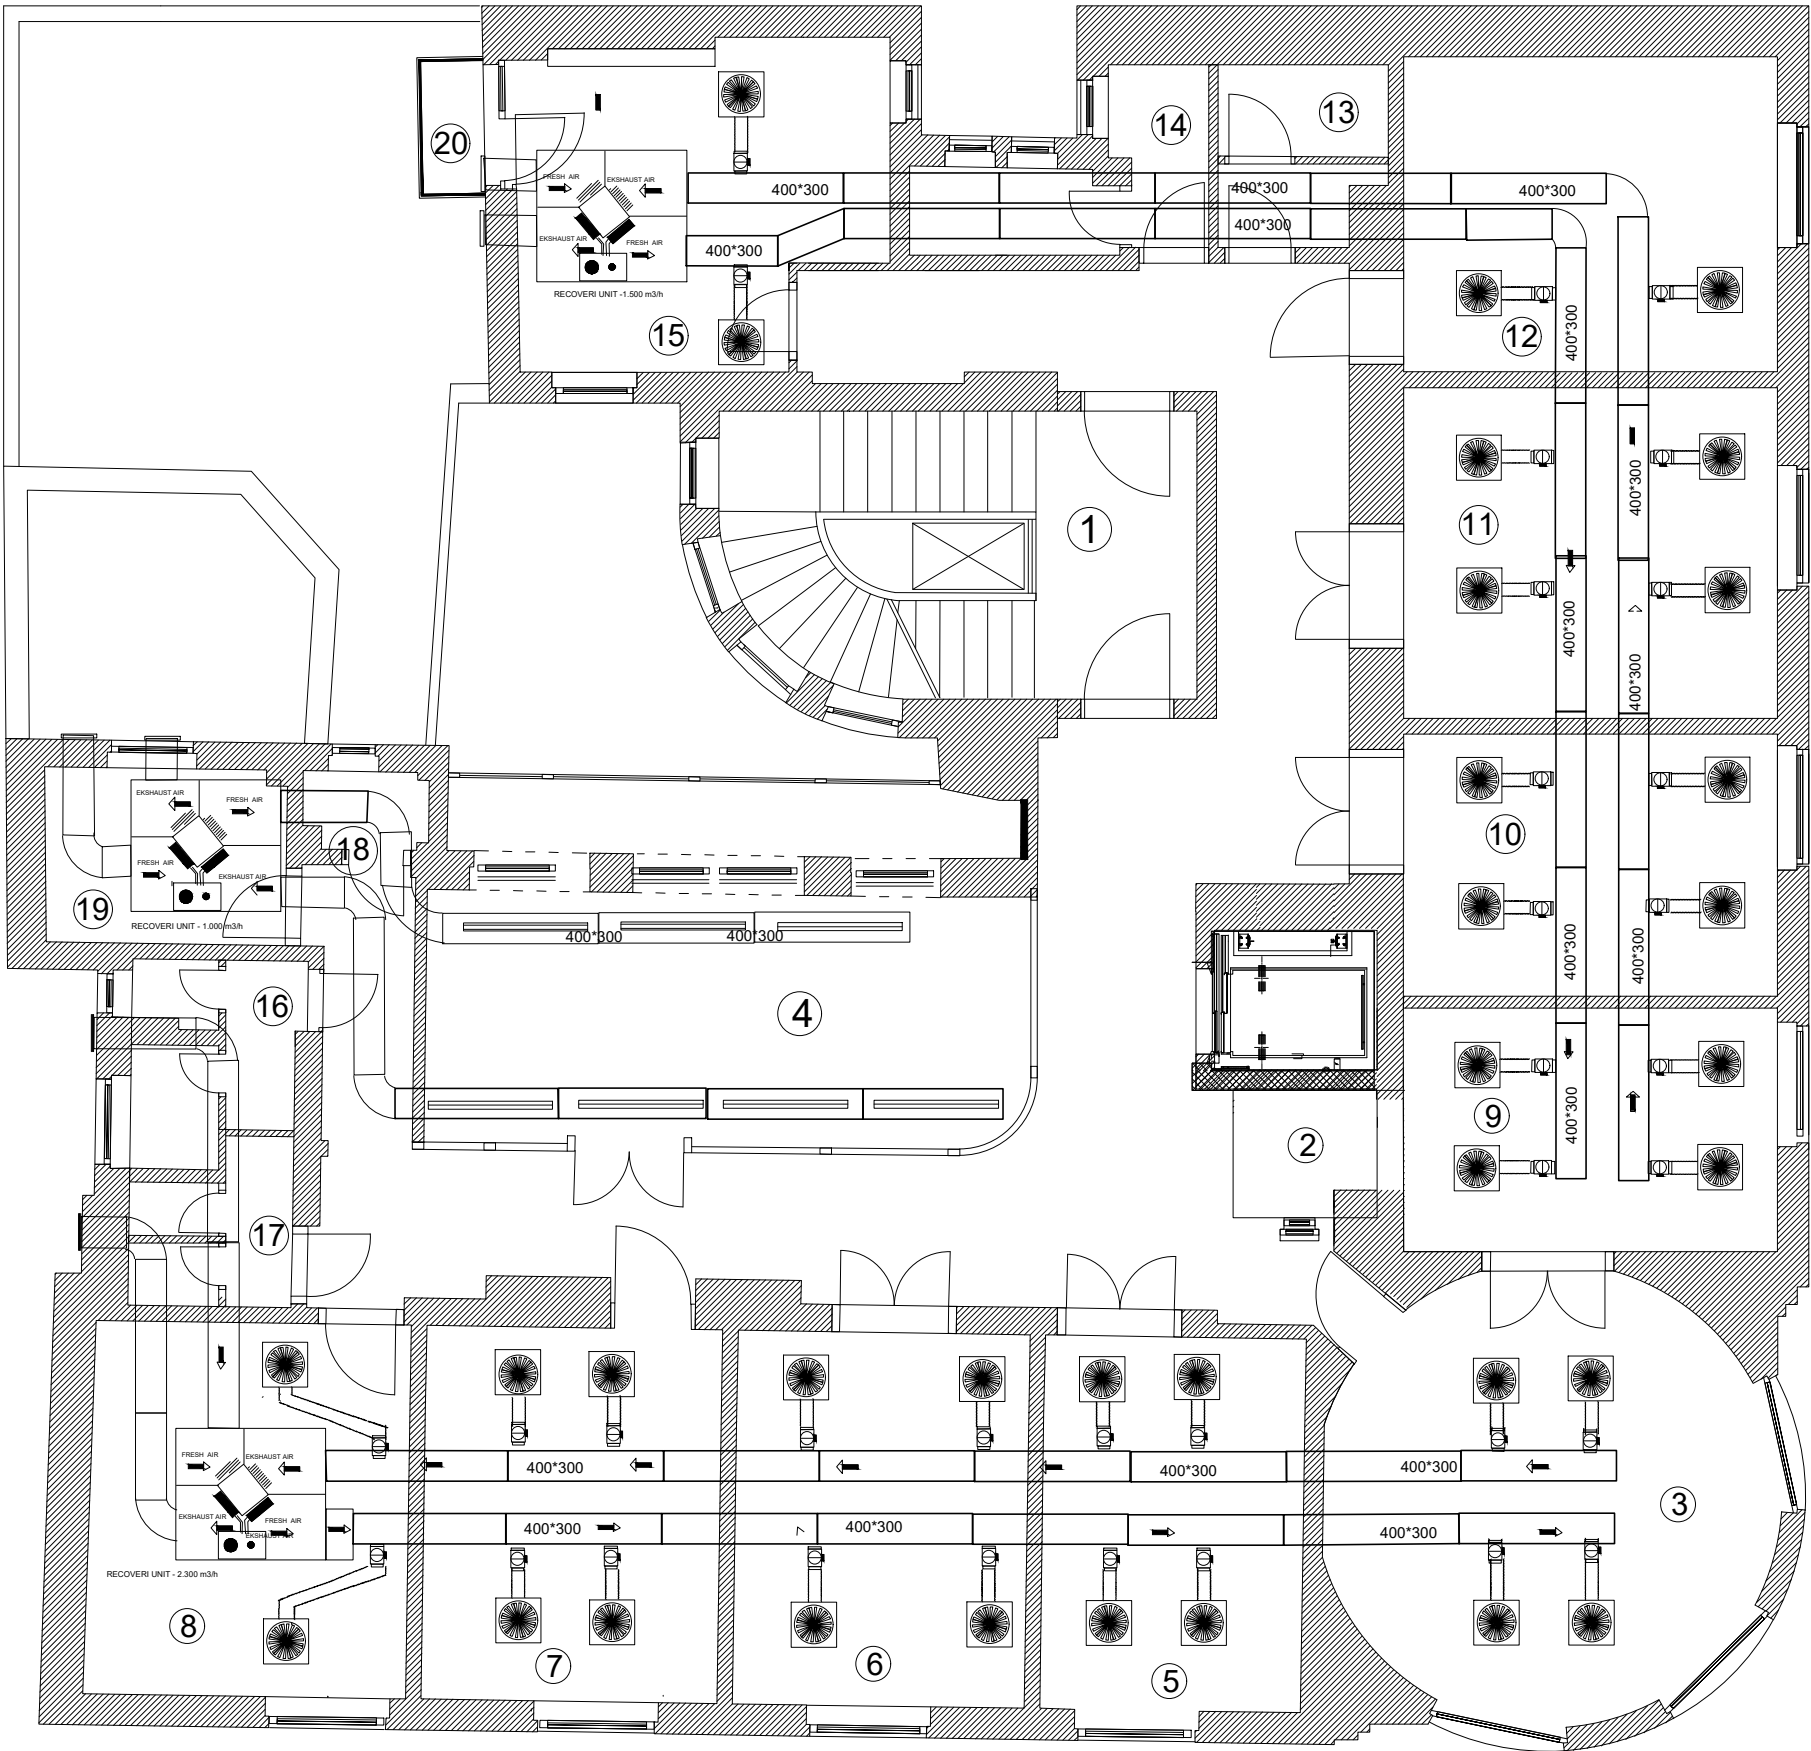 13
14
20
FRESH AIR
EKSHAUST AIR
400*300
400*300
400*300
EKSHAUST AIR
FRESH AIR
400*300
400*300
RECOVERI UNIT -1.500 m3/h
15
12
400*300
400*300
11
1
400*300
400*300
EKSHAUST AIR
FRESH AIR
10
18
FRESH AIR
EKSHAUST AIR
19
RECOVERI UNIT - 1.000 m3/h
400*300
400*300
400*300
400*300
16
4
9
400*300
2
17
FRESH AIR
EKSHAUST AIR
400*300
400*300
400*300
3
EKSHAUST AIR
FRESH AIR
EKSHAUST AIR
400*300
400*300
400*300
RECOVERI UNIT - 2.300 m3/h
8
7
6
5